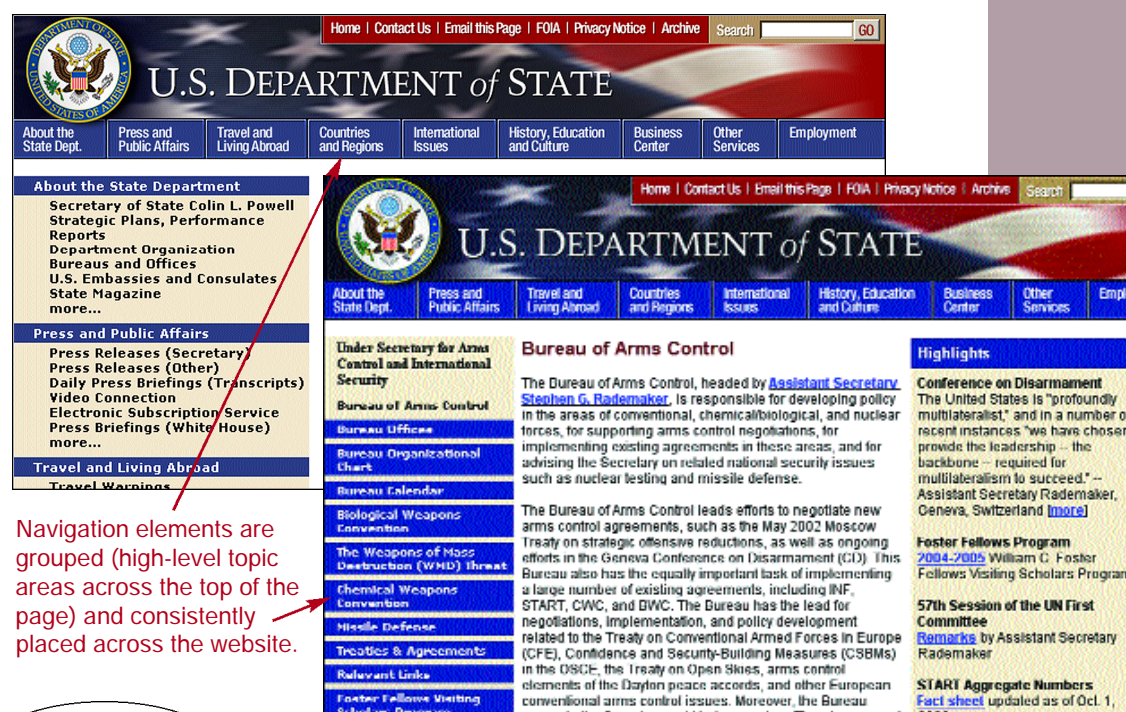 Home | Contact Us | Email this Page | FOIA | Privacy Notice | Archive
Search
GO
U.S. DEPARTMENT of STATE
About the
State Dept.
Press and
Public Affairs
Travel and
Living Abroad
Countries
and Regions
International
Issues
History, Education
and Culture
Business
Center
Other
Services
Employment
About the State Department
Secretary of State Colin L. Powell
Strategic Plans, Performance
Reports
Department Organization
Bureaus and Offices
U.S. Embassies and Consulates
State Magazine
more...
Press and Public Affairs
Press Releases (Secretary)
Press Releases (Other)
Daily Press Briefings (Transcripts)
Video Connection
Electronic Subscription Service
Press Briefings (White House)
more...
Travel and Living Abroad
Travel Warnings
Navigation elements are
grouped (high-level topic
areas across the top of the
page) and consistently
placed across the website.
Home | Contact Us | Email this Page | FOIA | Privacy Notice | Archive
Search
U.S. DEPARTMENT of STATE
About the
State Dept.
Press and
Public Affairs
Travel and
Living Abroad
Countries
and Regions
International
Issues
History, Education
and Culture
Business
Center
Other
Services
Empl
Under Secretary for Arms
Control and International
Security
Bureau of Arms Control
Bureau Offices
Bureau Organizational
Chart
Bureau Calendar
Biological Weapons
Convention
The Weapons of Mass
Destruction (WMD) Threat
Chemical Weapons
Convention
Missile Defense
Treaties & Agreements
Relevant Links
Foster Fellows Visiting
Scholars Program
Bureau of Arms Control
The Bureau of Arms Control, headed by Assistant Secretary
Stephen G. Rademaker, is responsible for developing policy
in the areas of conventional, chemical/biological, and nuclear
forces, for supporting arms control negotiations, for
implementing existing agreements in these areas, and for
advising the Secretary on related national security issues
such as nuclear testing and missile defense.
The Bureau of Arms Control leads efforts to negotiate new
arms control agreements, such as the May 2002 Moscow
Treaty on strategic offensive reductions, as well as ongoing
efforts in the Geneva Conference on Disarmament (CD). This
Bureau also has the equally important task of implementing
a large number of existing agreements, including INF,
START, CWC, and BWC. The Bureau has the lead for
negotiations, implementation, and policy development
related to the Treaty on Conventional Armed Forces in Europe
(CFE), Confidence and Security-Building Measures (CSBMs)
in the OSCE, the Treaty on Open Skies, arms control
elements of the Dayton peace accords, and other European
conventional arms control issues. Moreover, the Bureau
Highlights
Conference on Disarmament
The United States is "profoundly
multilateralist," and in a number o
recent instances "we have chosen
provide the leadership -- the
backbone -- required for
multilateralism to succeed." --
Assistant Secretary Rademaker,
Geneva, Switzerland [more]
Foster Fellows Program
2004-2005 William C. Foster
Fellows Visiting Scholars Program
57th Session of the UN First
Committee
Remarks by Assistant Secretary
Rademaker
START Aggregate Numbers
Fact sheet updated as of Oct. 1,